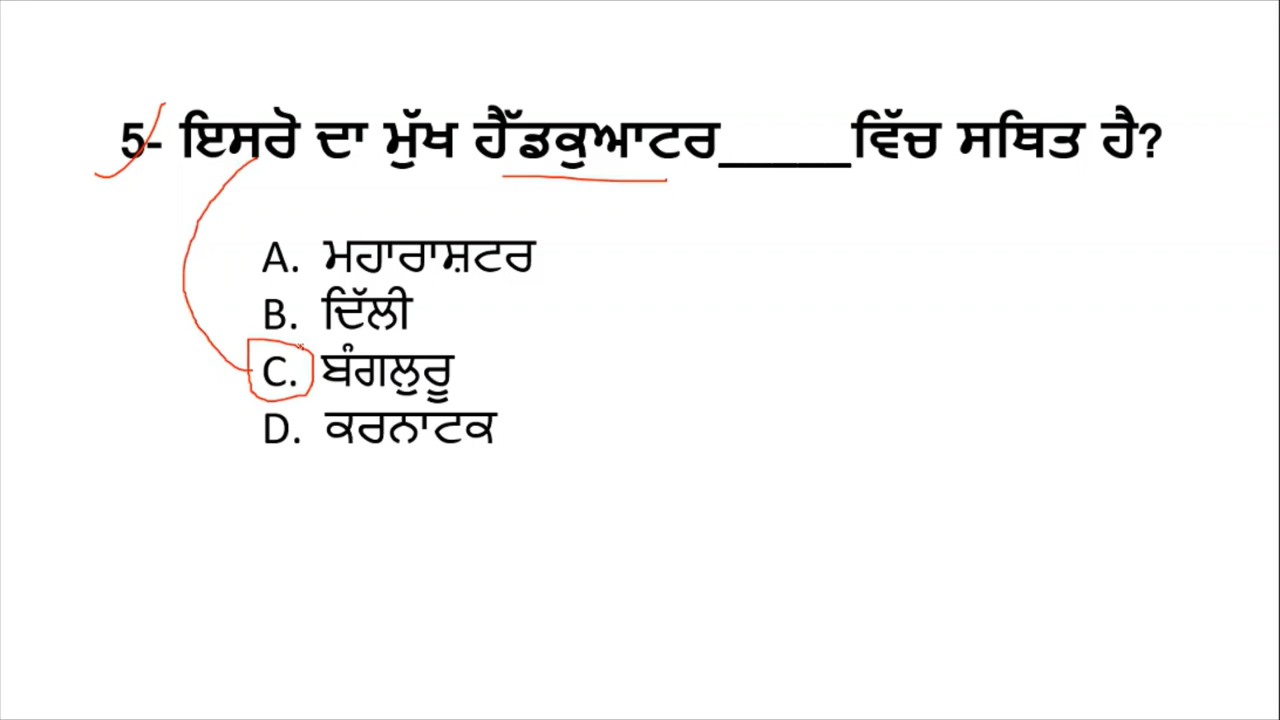 5- ਇਸਰੋ ਦਾ ਮੁੱਖ ਹੈੱਡਕੁਆਟਰ_____ਵਿੱਚ ਸਥਿਤ ਹੈ?
A. ਮਹਾਰਾਸ਼ਟਰ
B. ਦਿੱਲੀ
C. ਬੰਗਲੁਰੂ
D. ਕਰਨਾਟਕ